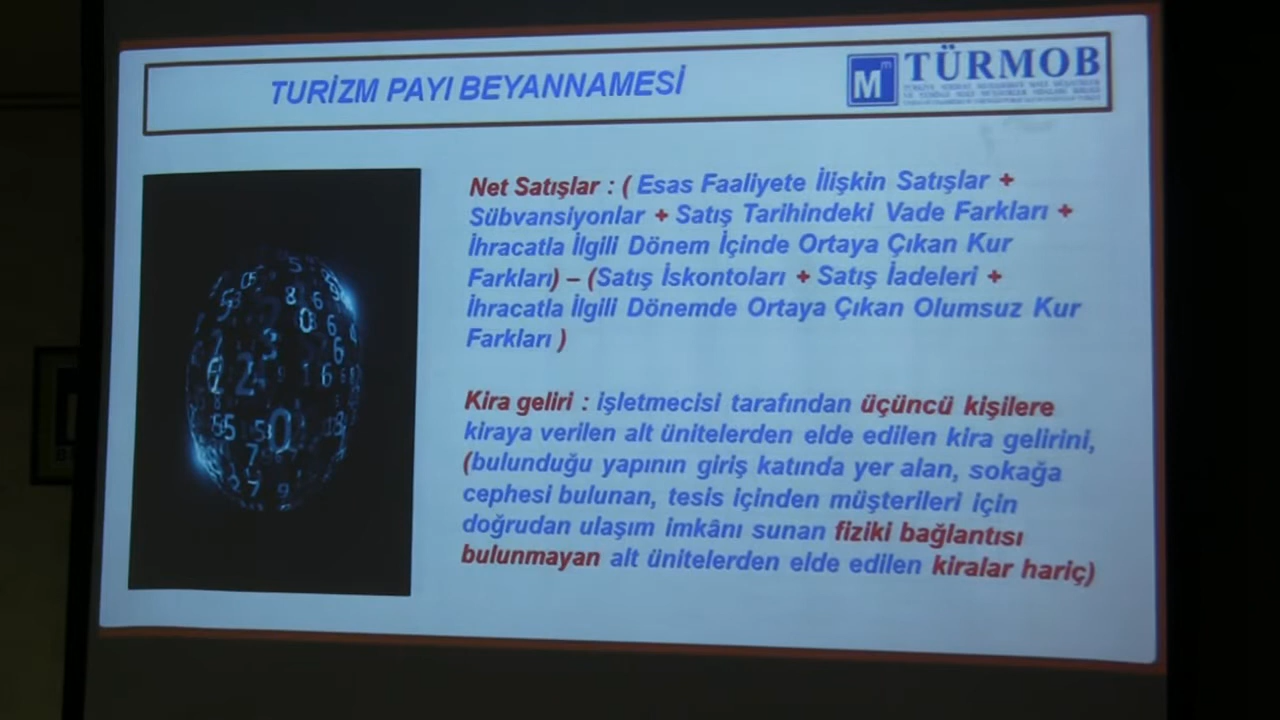 TURİZM PAYI BEYANNAMESİ
TÜRMOB
Net Satışlar : ( Esas Faaliyete İlişkin Satışlar +
Sübvansiyonlar + Satış Tarihindeki Vade Farkları +
İhracatla İlgili Dönem İçinde Ortaya Çıkan Kur
Farkları) – (Satış İskontoları + Satış İadeleri +
İhracatla İlgili Dönemde Ortaya Çıkan Olumsuz Kur
Farkları )
Kira geliri : işletmecisi tarafından üçüncü kişilere
kiraya verilen alt ünitelerden elde edilen kira gelirini,
(bulunduğu yapının giriş katında yer alan, sokağa
cephesi bulunan, tesis içinden müşterileri için
doğrudan ulaşım imkânı sunan fiziki bağlantısı
bulunmayan alt ünitelerden elde edilen kiralar hariç)